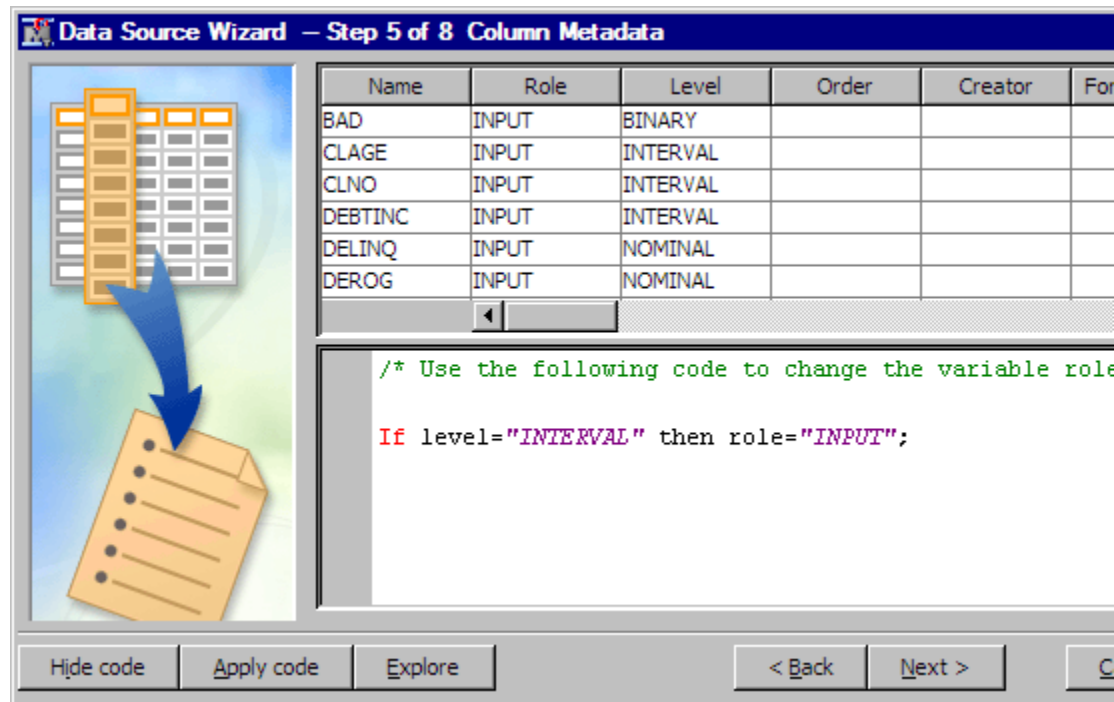 Data Source Wizard – Step 5 of 8 Column Metadata
Name Role Level Order Creator For
BAD INPUT BINARY
CLAGE INPUT INTERVAL
CLNO INPUT INTERVAL
DEBTINC INPUT INTERVAL
DELINQ INPUT NOMINAL
DEROG INPUT NOMINAL
/* Use the following code to change the variable role
If level="INTERVAL" then role="INPUT";
Hide code Apply code Explore < Back Next > C